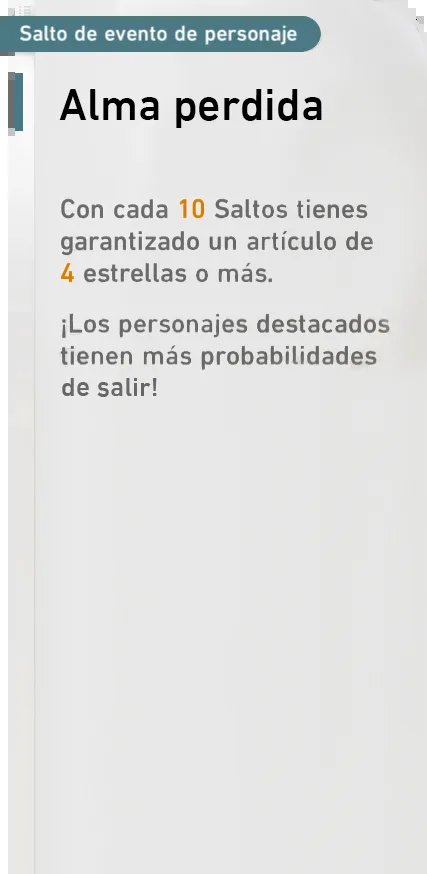 Salto de evento de personaje
Alma perdida
Con cada 10 Saltos tienes
garantizado un artículo de
4 estrellas o más.
¡Los personajes destacados
tienen más probabilidades
de salir!